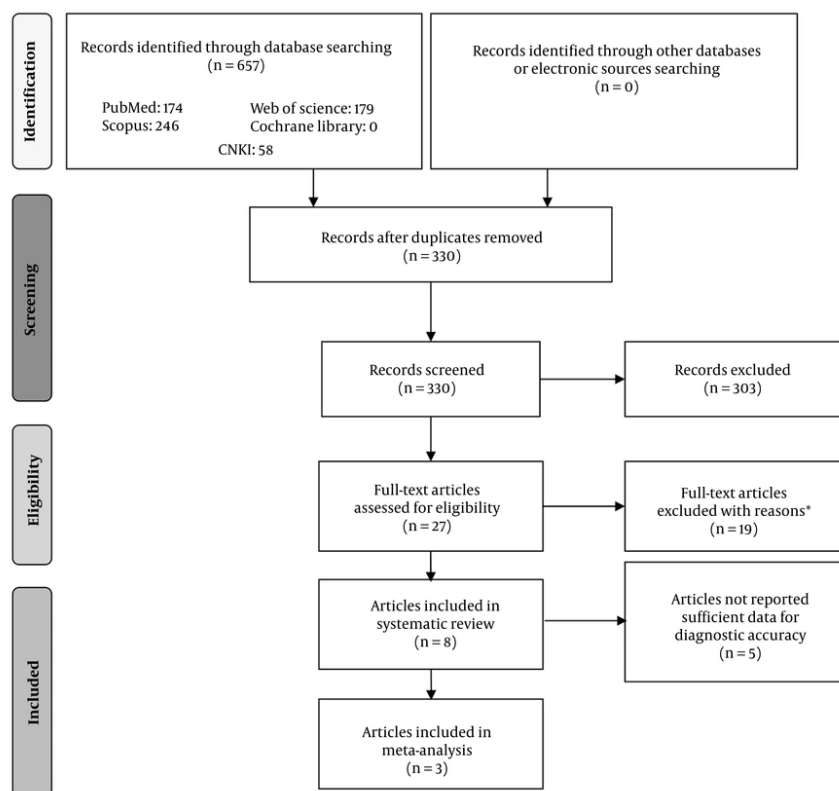 Identification
Records identified through database searching
(n = 657)
PubMed: 174
Web of science: 179
Scopus: 246
Cochrane library: 0
CNKI: 58
Records identified through other databases
or electronic sources searching
(n = 0)
Screening
Records after duplicates removed
(n = 330)
Records screened
(n = 330)
Records excluded
(n = 303)
Eligibility
Full-text articles
assessed for eligibility
(n = 27)
Full-text articles
excluded with reasons*
(n = 19)
Included
Articles included in
systematic review
(n = 8)
Articles not reported
sufficient data for
diagnostic accuracy
(n = 5)
Articles included in
meta-analysis
(n = 3)